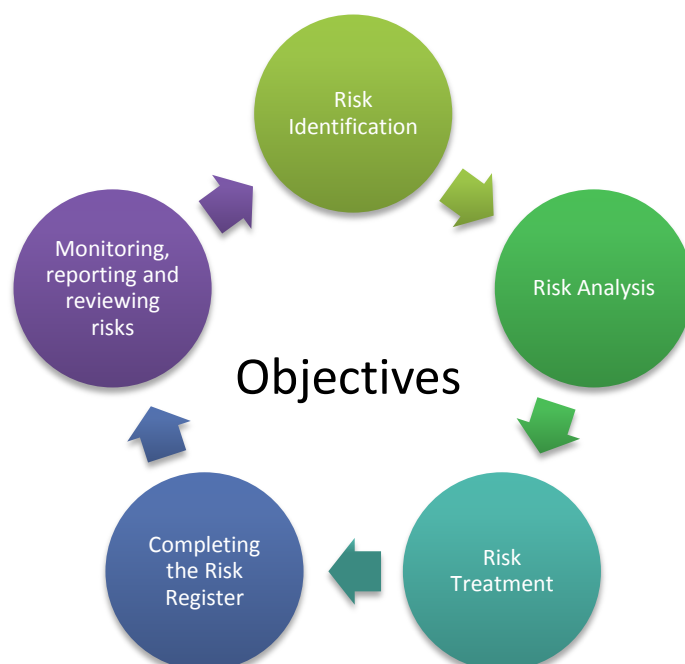 Risk
Identification
Risk Analysis
Risk
Treatment
Completing
the Risk
Register
Monitoring,
reporting and
reviewing
risks
Objectives